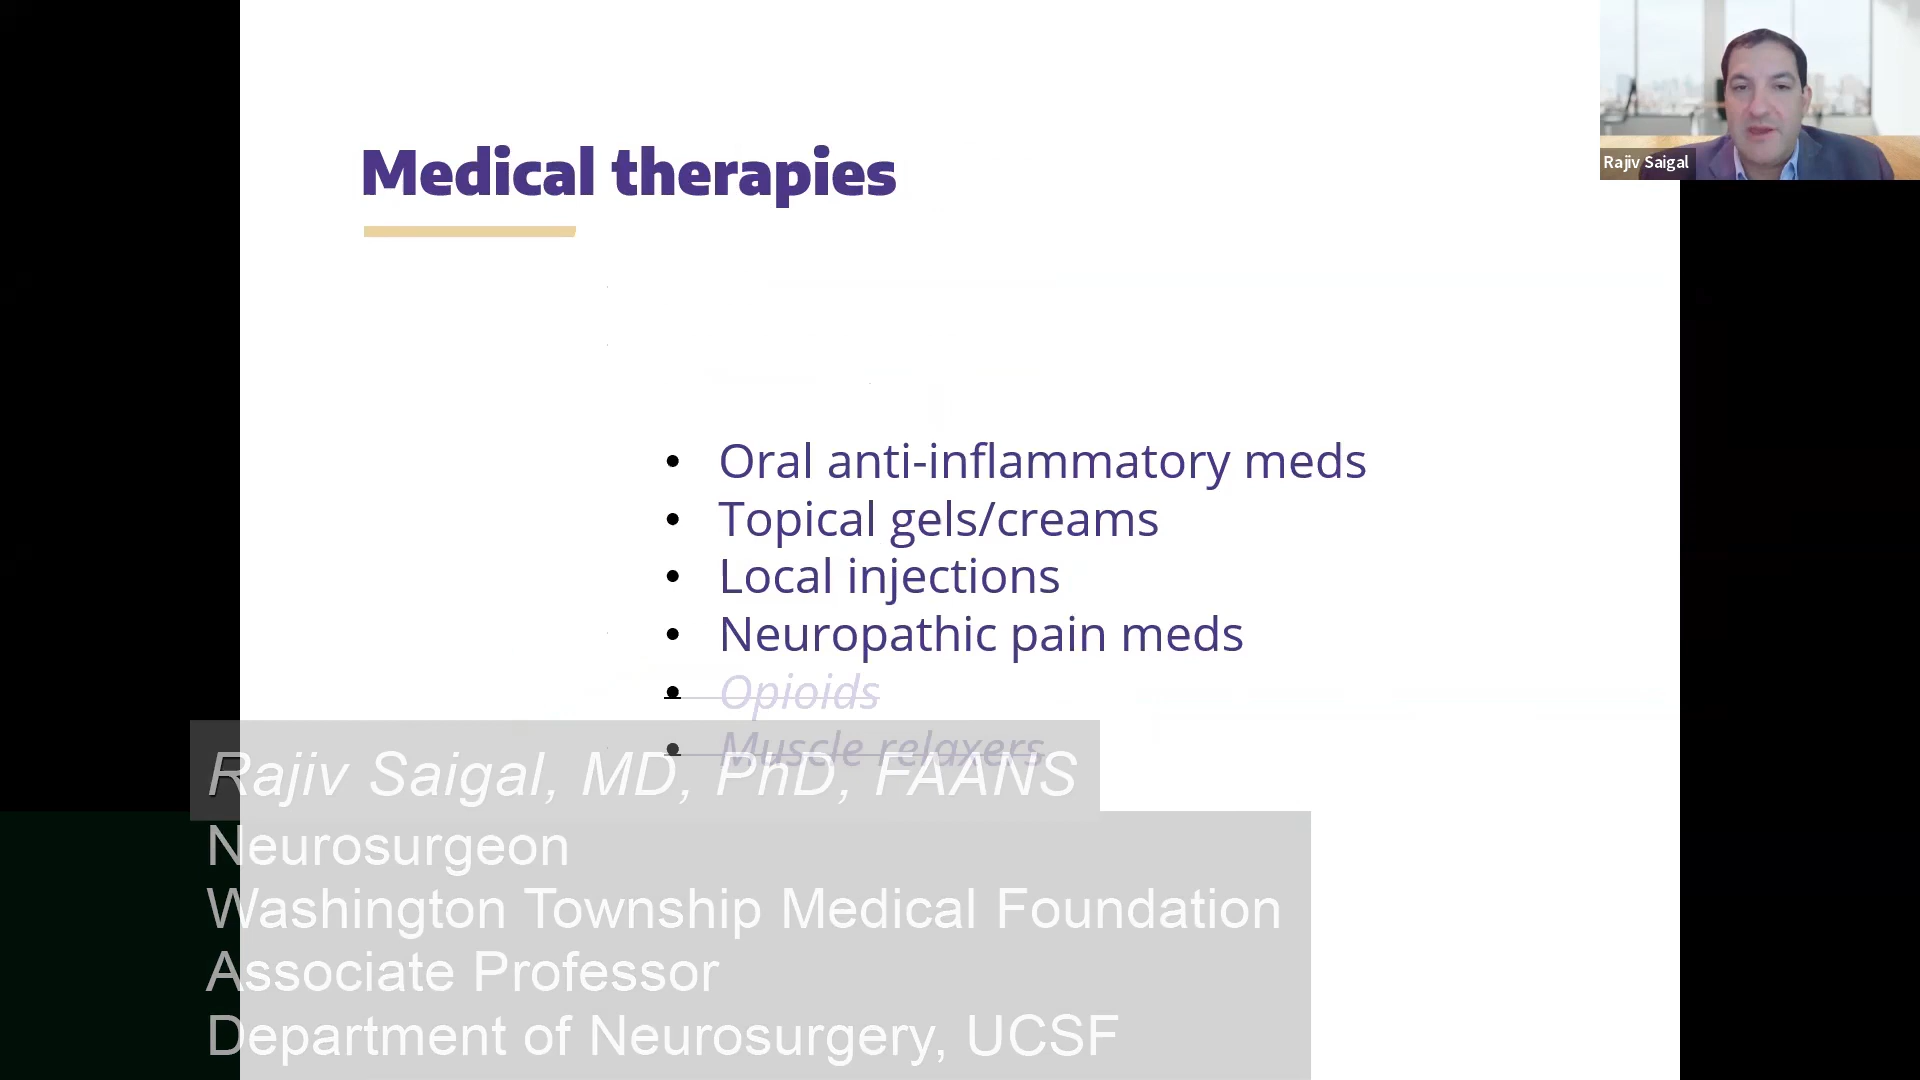 Rajiv Saigal
Medical therapies
• Oral anti-inflammatory meds
• Topical gels/creams
• Local injections
• Neuropathic pain meds
• Opioids
• Muscle relaxers
Rajiv Saigal, MD, PhD, FAANS
Neurosurgeon
Washington Township Medical Foundation
Associate Professor
Department of Neurosurgery, UCSF